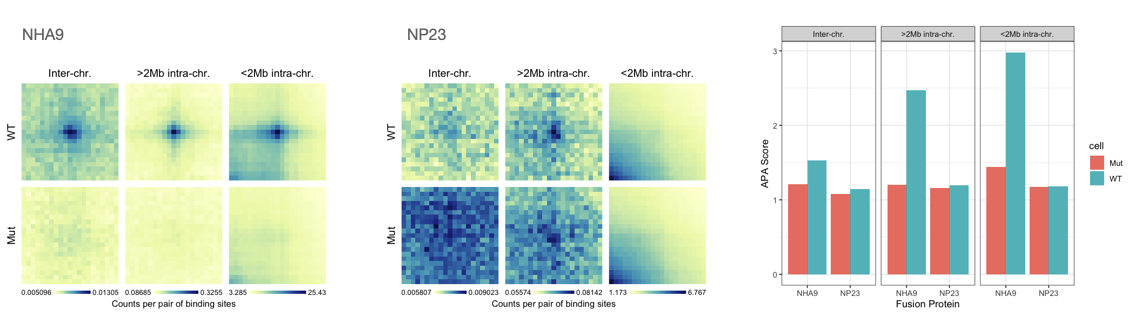 NHA9
Inter-chr. >2Mb intra-chr. <2Mb intra-chr.
WT
Mut
0.005096 0.01305 0.08685 0.3255 3.285 25.43
Counts per pair of binding sites
NP23
Inter-chr. >2Mb intra-chr. <2Mb intra-chr.
WT
Mut
0.005807 0.009023 0.05574 0.08142 1.173 6.767
Counts per pair of binding sites
Inter-chr. >2Mb intra-chr. <2Mb intra-chr.
3
2
1
0
APA Score
NHA9 NP23 NHA9 NP23 NHA9 NP23
Fusion Protein
cell
Mut
WT